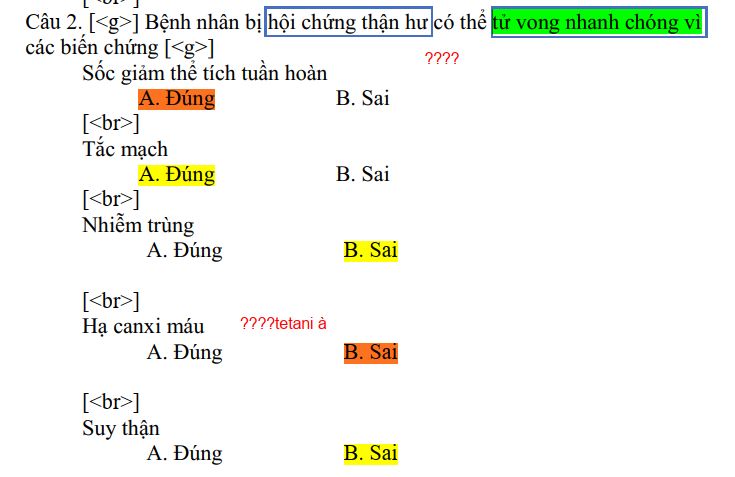 Câu 2. [<g>] Bệnh nhân bị hội chứng thận hư có thể tử vong nhanh chóng vì
các biến chứng [<g>]
????
Sốc giảm thể tích tuần hoàn
A. Đúng B. Sai
[<br>]
Tắc mạch
A. Đúng B. Sai
[<br>]
Nhiễm trùng
A. Đúng B. Sai
[<br>]
Hạ canxi máu ????tetani à
A. Đúng B. Sai
[<br>]
Suy thận
A. Đúng B. Sai